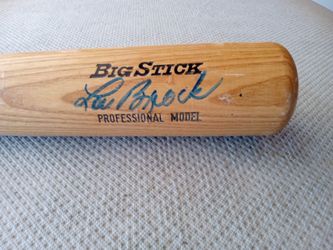 BIG STICK
Lou Brock
PROFESSIONAL MODEL